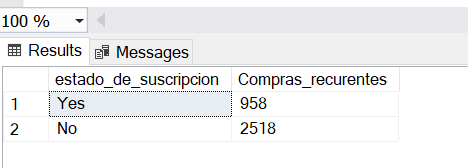 100 %
Results Messages
estado_de_suscripcion Compras_recurentes
1 Yes 958
2 No 2518